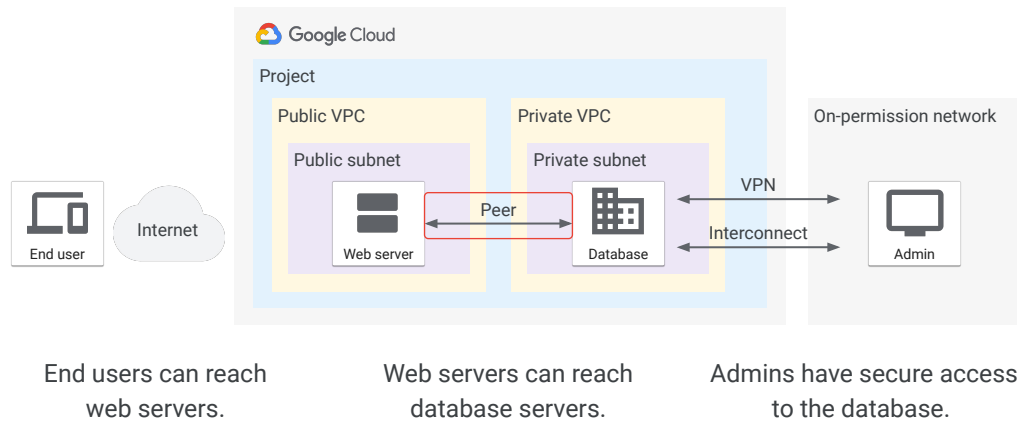 Google Cloud
Project
Public VPC
Private VPC
On-permission network
Public subnet
Private subnet
VPN
Peer
Internet
Interconnect
End user
Web server
Database
Admin
End users can reach
web servers.
Web servers can reach
database servers.
Admins have secure access
to the database.